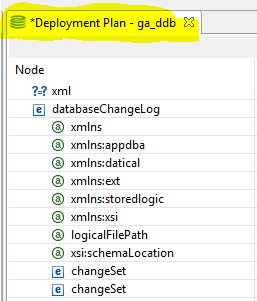 *Deployment Plan - ga_ddb
Node
?=? xml
e databaseChangeLog
a xmlns
a xmlns:appdba
a xmlns:datical
a xmlns:ext
a xmlns:storedlogic
a xmlns:xsi
a logicalFilePath
a xsi:schemaLocation
e changeSet
e changeSet